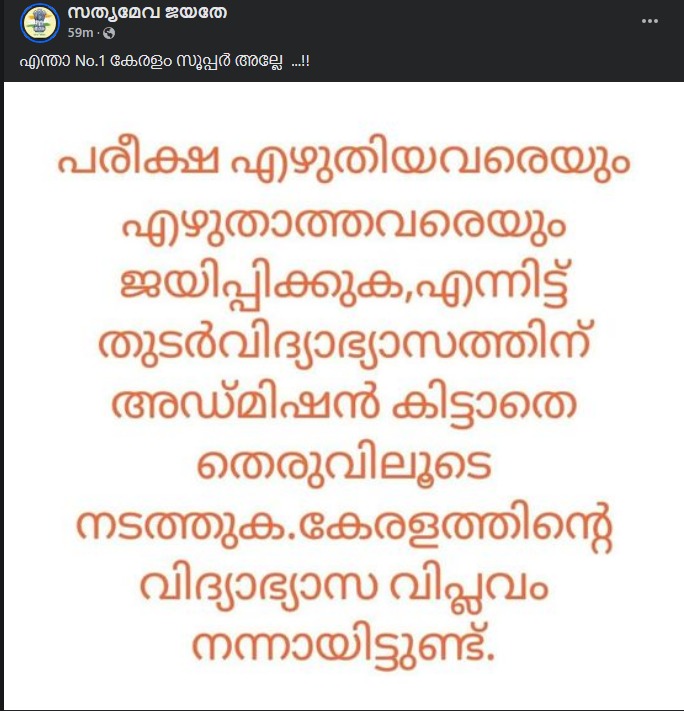 സത്യമേവ ജയതേ
59m ·
എന്താ No.1 കേരളം സൂപ്പർ അല്ലേ ...!!
പരീക്ഷ എഴുതിയവരെയും
എഴുതാത്തവരെയും
ജയിപ്പിക്കുക,എന്നിട്ട്
തുടർവിദ്യാഭ്യാസത്തിന്
അഡ്മിഷൻ കിട്ടാതെ
തെരുവിലൂടെ
നടത്തുക.കേരളത്തിന്റെ
വിദ്യാഭ്യാസ വിപ്ലവം
നന്നായിട്ടുണ്ട്.